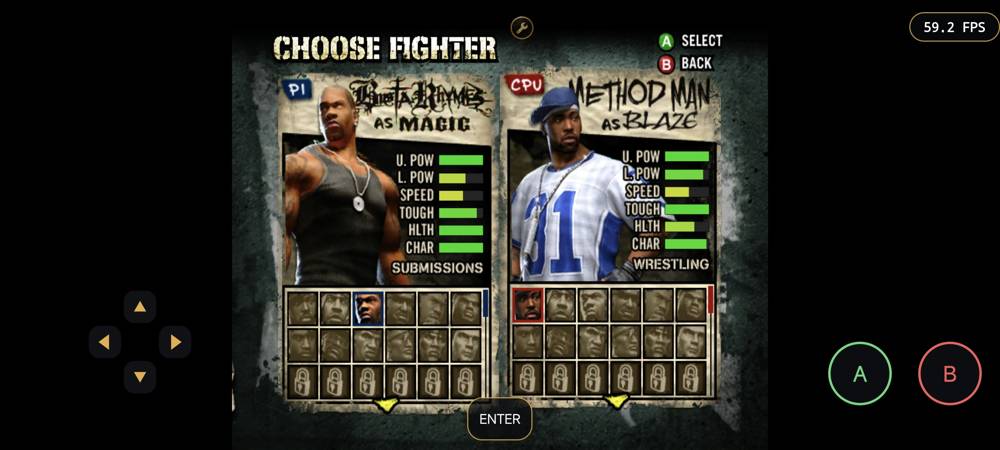 59.2 FPS
CHOOSE FIGHTER
A SELECT
B BACK
P1
BUSTA RHYMES
AS MAGIC
U. POW
L. POW
SPEED
TOUGH
HLTH
CHAR
SUBMISSIONS
CPU
METHOD MAN
AS BLAZE
U. POW
L. POW
SPEED
TOUGH
HLTH
CHAR
WRESTLING
31
ENTER
A
B